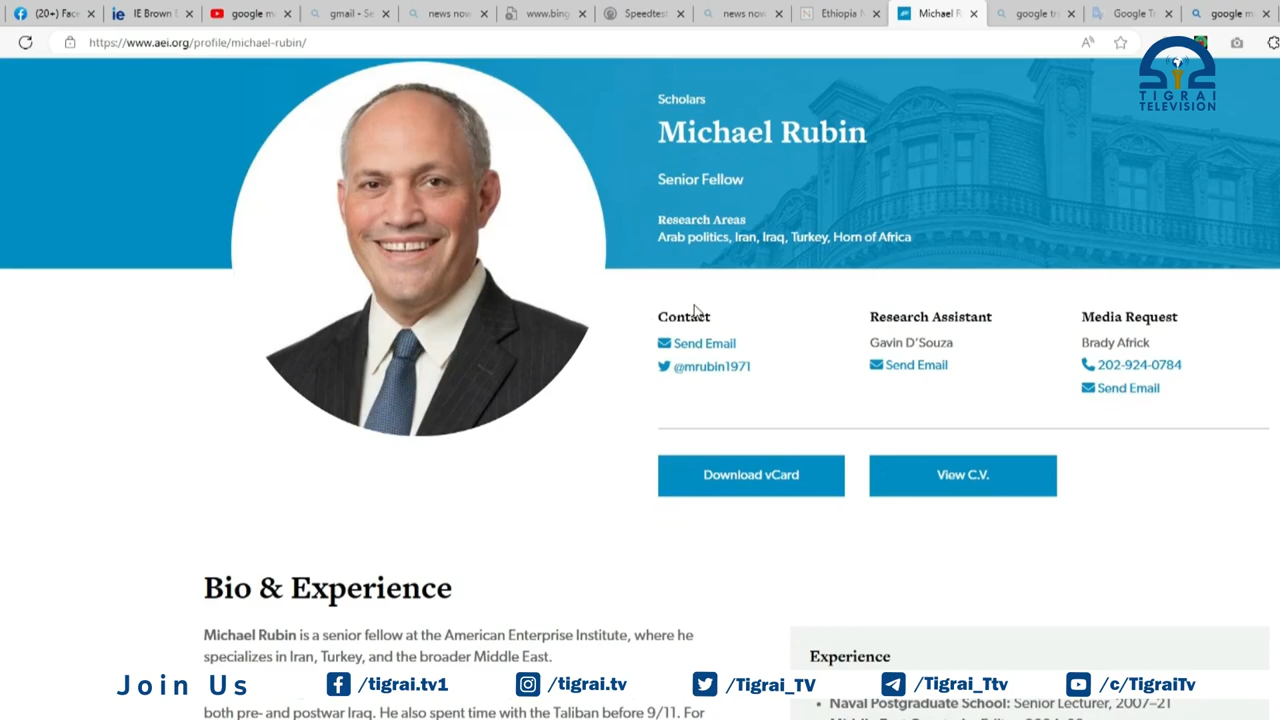 (20+) Face
IE Brown E
google m
gmail - Se
news now
www.bing
Speedtest
news now
Ethiopia N
Michael R
google tr
Google Tr
google m
https://www.aei.org/profile/michael-rubin/
TIGRAI
TELEVISION
Scholars
Michael Rubin
Senior Fellow
Research Areas
Arab politics, Iran, Iraq, Turkey, Horn of Africa
Contact
Send Email
@mrubin1971
Research Assistant
Gavin D'Souza
Send Email
Media Request
Brady Africk
202-924-0784
Send Email
Download vCard
View C.V.
Bio & Experience
Michael Rubin is a senior fellow at the American Enterprise Institute, where he
specializes in Iran, Turkey, and the broader Middle East.
both pre- and postwar Iraq. He also spent time with the Taliban before 9/11. For
Experience
Naval Postgraduate School: Senior Lecturer, 2007–21
Join Us
/tigrai.tv1
/tigrai.tv
/Tigrai_TV
/Tigrai_Ttv
/c/TigraiTv